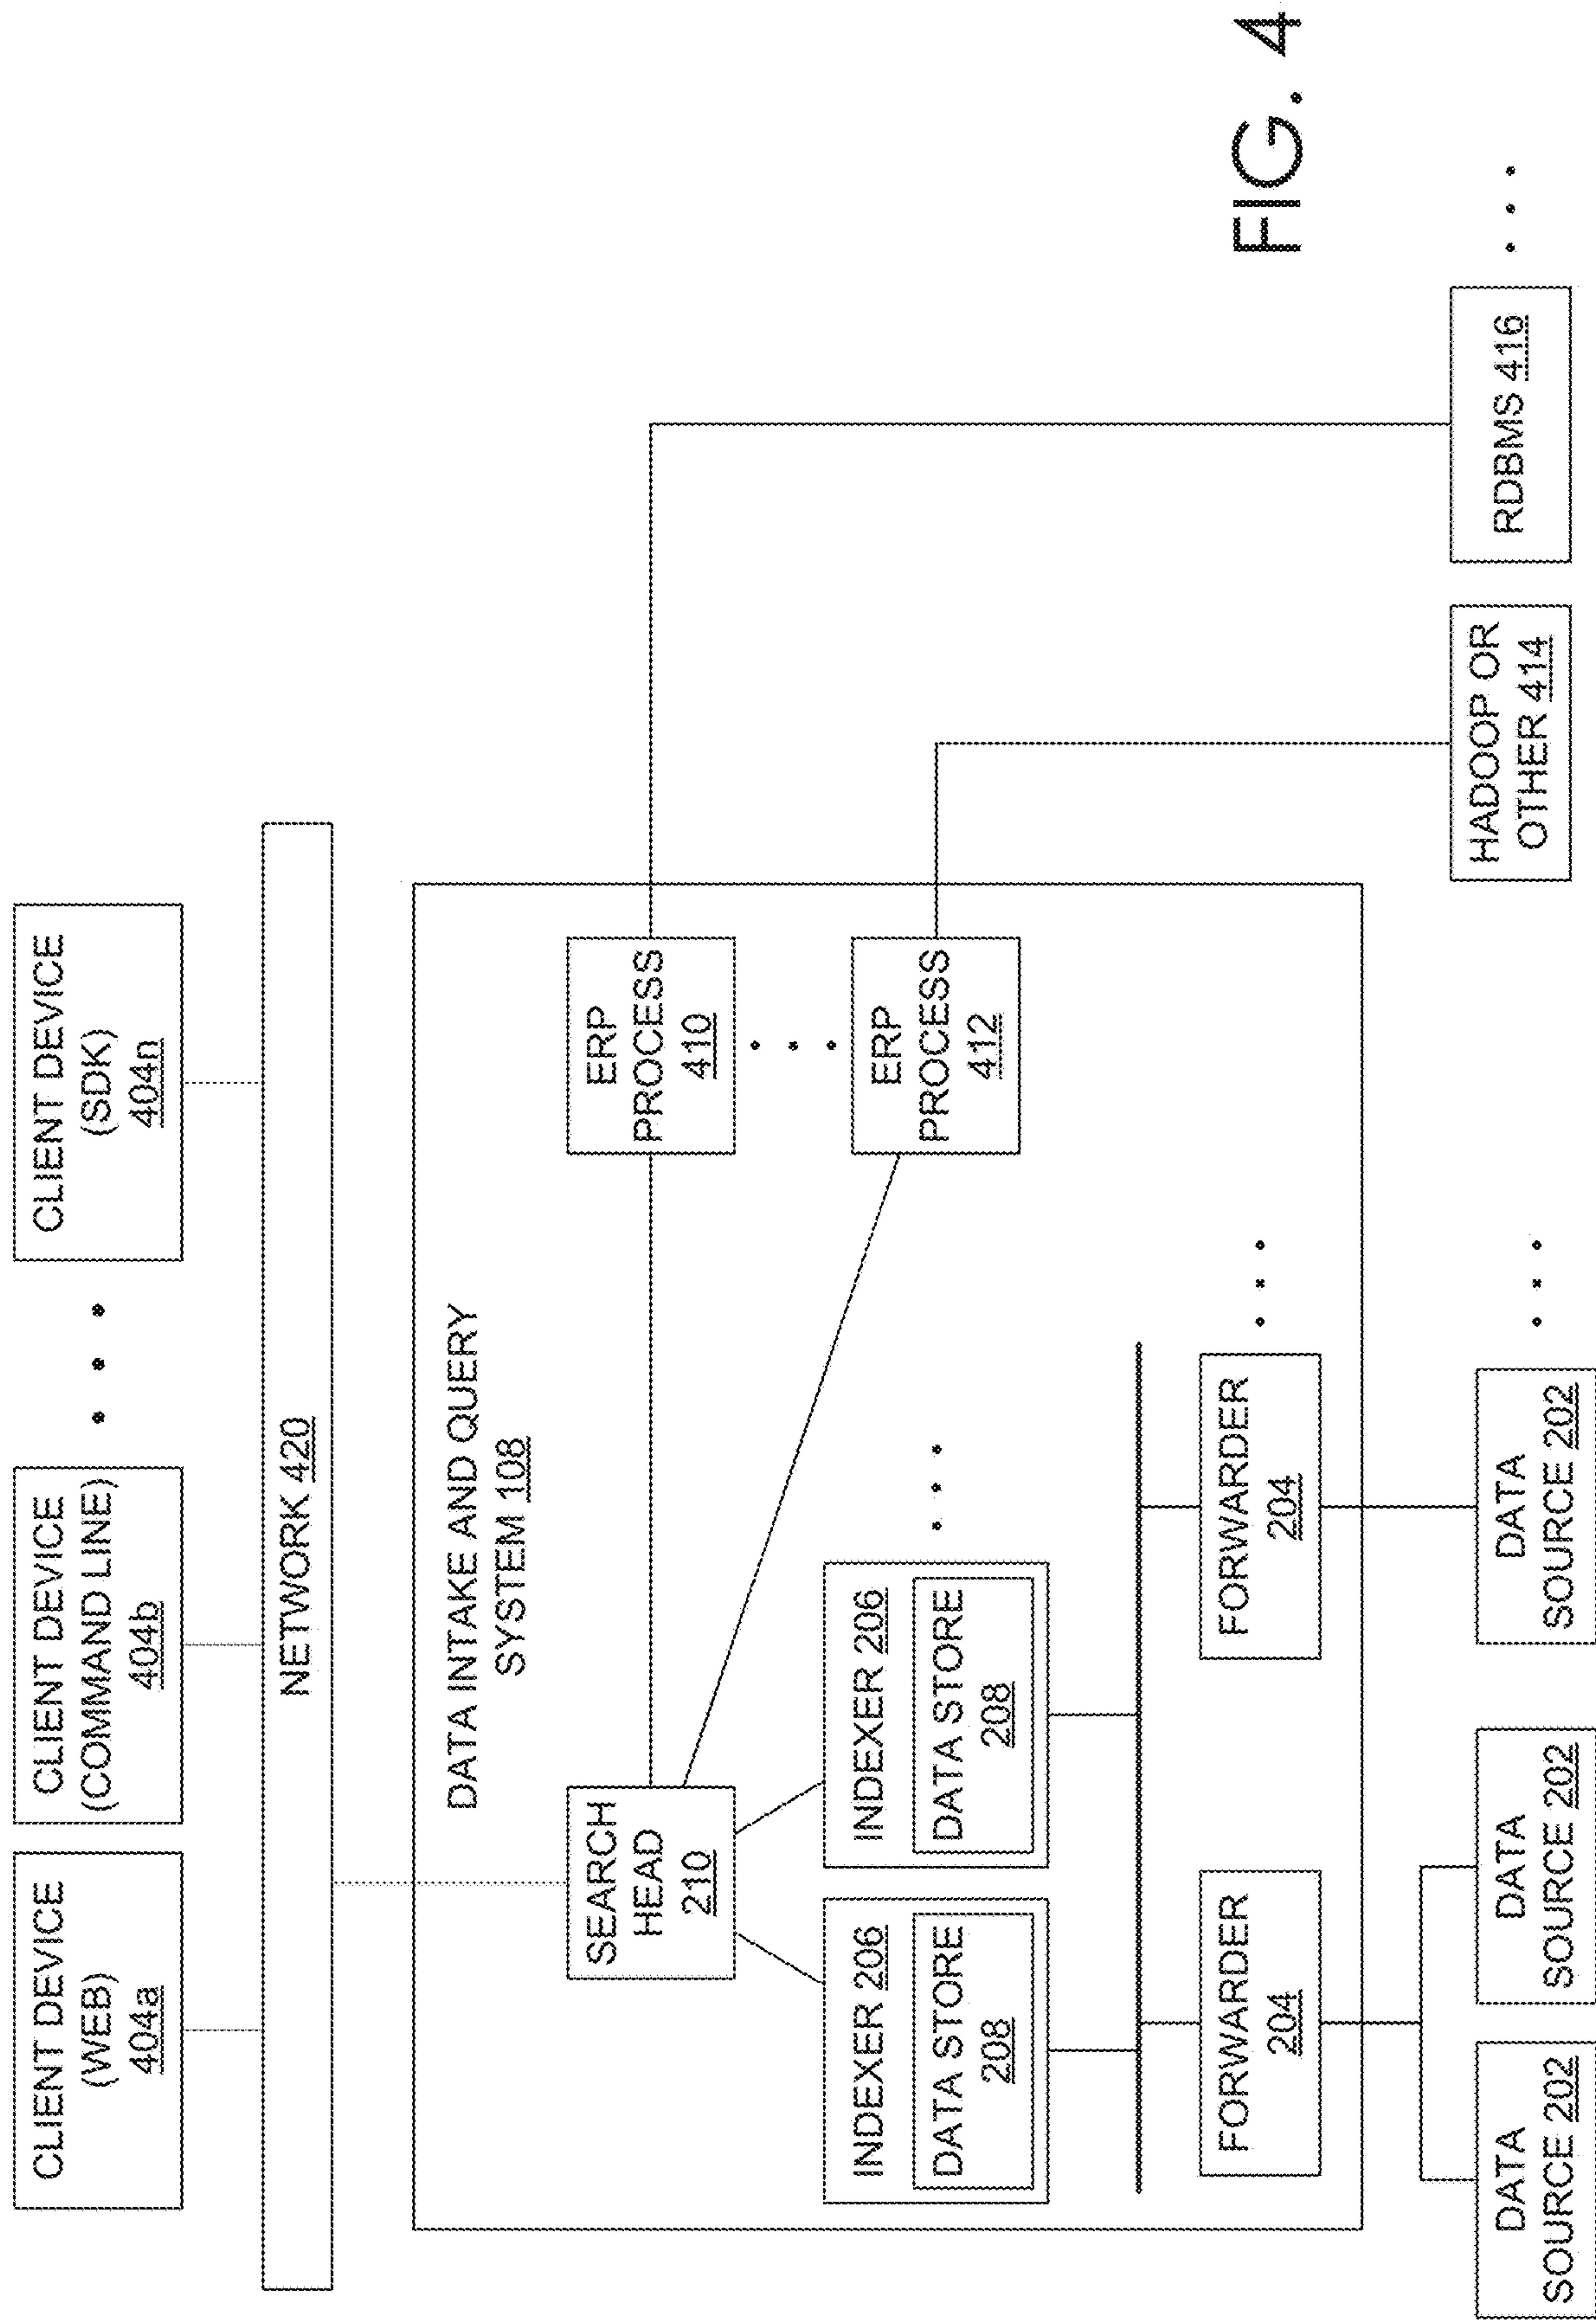 CLIENT DEVICE
(WEB)
404a
CLIENT DEVICE
(COMMAND LINE)
404b
CLIENT DEVICE
(SDK)
404n
NETWORK 420
DATA INTAKE AND QUERY
SYSTEM 108
SEARCH
HEAD
210
ERP
PROCESS
410
ERP
PROCESS
412
INDEXER 206
DATA STORE
208
INDEXER 206
DATA STORE
208
FORWARDER
204
FORWARDER
204
DATA
SOURCE 202
DATA
SOURCE 202
DATA
SOURCE 202
HADOOP OR
OTHER 414
RDBMS 416
FIG. 4